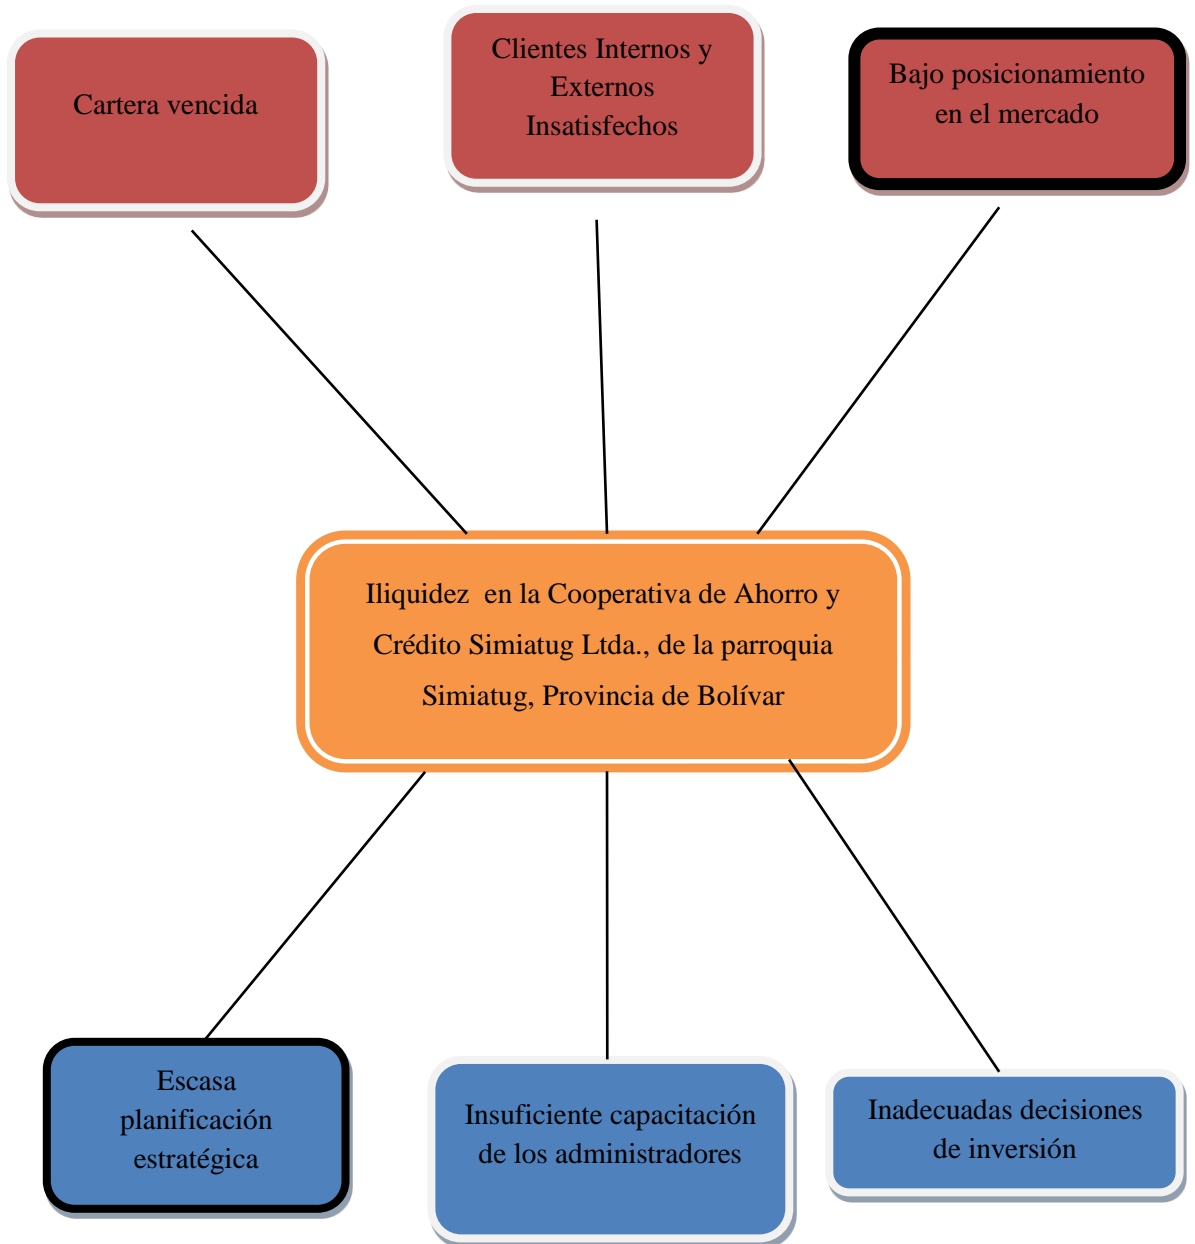 Cartera vencida
Clientes Internos y
Externos
Insatisfechos
Bajo posicionamiento
en el mercado
Iliquidez  en la Cooperativa de Ahorro y
Crédito Simiatug Ltda., de la parroquia
Simiatug, Provincia de Bolívar
Escasa
planificación
estratégica
Insuficiente capacitación
de los administradores
Inadecuadas decisiones
de inversión